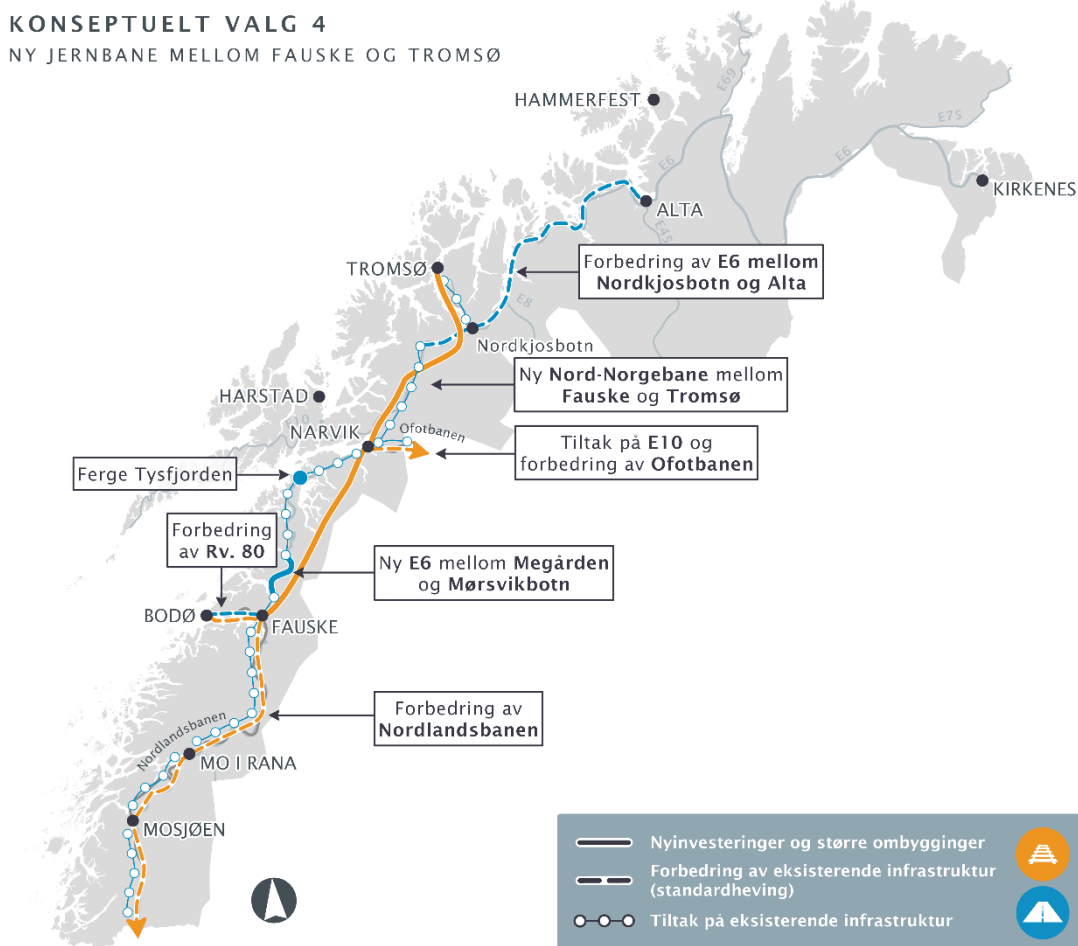 KONSEPTUELT VALG 4
NY JERNBANE MELLOM FAUSKE OG TROMSØ
HAMMERFEST
E69
E75
E6
E6
KIRKENES
ALTA
E45
TROMSØ
Forbedring av E6 mellom
Nordkjosbotn og Alta
E8
Nordkjosbotn
Ny Nord-Norgebane mellom
Fauske og Tromsø
HARSTAD
10
NARVIK
Ofotbanen
Tiltak på E10 og
forbedring av Ofotbanen
Ferge Tysfjorden
Forbedring
av Rv. 80
Ny E6 mellom Megården
og Mørsvikbotn
BODØ
FAUSKE
Forbedring av
Nordlandsbanen
Nordlandsbanen
MO I RANA
MOSJØEN
Nyinvesteringer og større ombygginger
Forbedring av eksisterende infrastruktur
(standardheving)
Tiltak på eksisterende infrastruktur